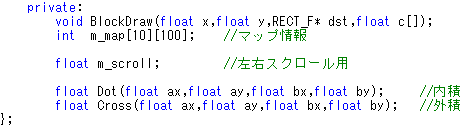 private:
void BlockDraw(float x,float y,RECT_F* dst,float c[]);
int m_map[10][100]; //マップ情報
float m_scroll; //左右スクロール用
float Dot(float ax,float ay,float bx,float by); //内積
float Cross(float ax,float ay,float bx,float by); //外積
};